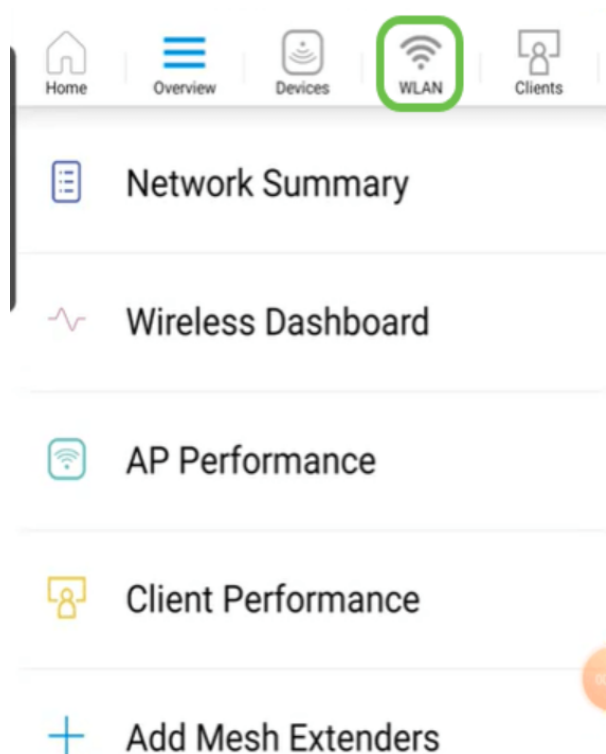 Home Overview Devices WLAN Clients
Network Summary
Wireless Dashboard
AP Performance
Client Performance
Add Mesh Extenders